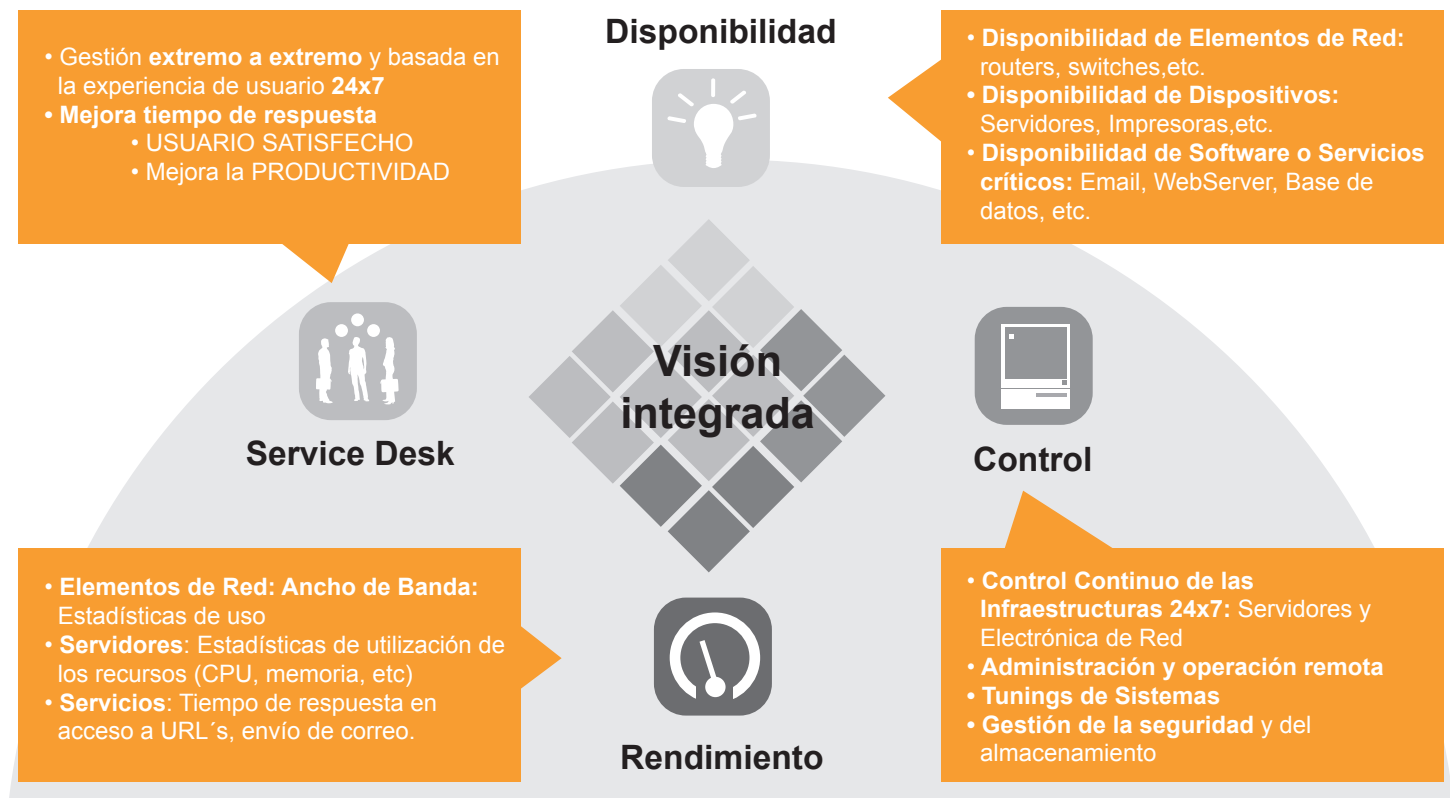 • Gestión extremo a extremo y basada en
la experiencia de usuario 24x7
• Mejora tiempo de respuesta
• USUARIO SATISFECHO
• Mejora la PRODUCTIVIDAD
Disponibilidad
• Disponibilidad de Elementos de Red:
routers, switches,etc.
• Disponibilidad de Dispositivos:
Servidores, Impresoras,etc.
• Disponibilidad de Software o Servicios
críticos: Email, WebServer, Base de
datos, etc.
Service Desk
Visión
integrada
Control
• Elementos de Red: Ancho de Banda:
Estadísticas de uso
• Servidores: Estadísticas de utilización de
los recursos (CPU, memoria, etc)
• Servicios: Tiempo de respuesta en
acceso a URL´s, envío de correo.
Rendimiento
• Control Continuo de las
Infraestructuras 24x7: Servidores y
Electrónica de Red
• Administración y operación remota
• Tunings de Sistemas
• Gestión de la seguridad y del
almacenamiento